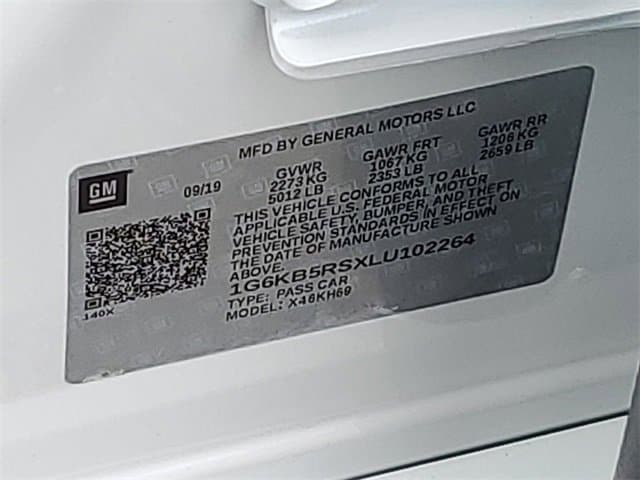 MFD BY GENERAL MOTORS LLC
GM
09/19
GVWR GAWR FRT GAWR RR
2273 KG 1067 KG 1206 KG
5012 LB 2353 LB 2659 LB
THIS VEHICLE CONFORMS TO ALL
APPLICABLE U.S. FEDERAL MOTOR
VEHICLE SAFETY, BUMPER, AND THEFT
PREVENTION STANDARDS IN EFFECT ON
THE DATE OF MANUFACTURE SHOWN
ABOVE.
1G6KB5RSXLU102264
TYPE: PASS CAR
MODEL: X46KH69
140X